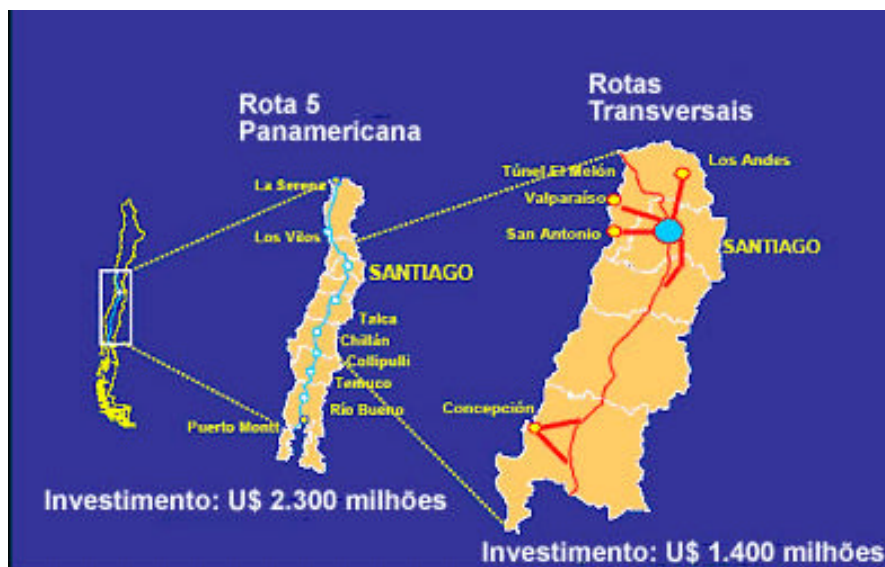 Rota 5
Panamericana
La Serena
Los Vilos
SANTIAGO
Talca
Chillán
Collipulli
Temuco
Río Bueno
Puerto Montt
Investimento: U$ 2.300 milhões
Rotas
Transversais
Los Andes
Túnel El Melón
Valparaíso
San Antonio
SANTIAGO
Concepción
Investimento: U$ 1.400 milhões